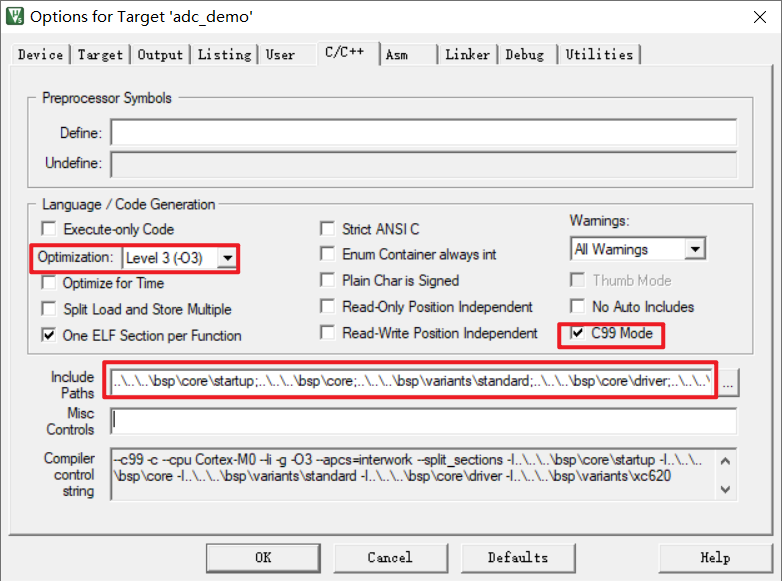 Options for Target 'adc_demo'
Device Target Output Listing User C/C++ Asm Linker Debug Utilities
Preprocessor Symbols
Define:
Undefine:
Language / Code Generation
Execute-only Code
Optimization: Level 3 (-O3)
Optimize for Time
Split Load and Store Multiple
One ELF Section per Function
Strict ANSI C
Enum Container always int
Plain Char is Signed
Read-Only Position Independent
Read-Write Position Independent
Warnings:
All Warnings
Thumb Mode
No Auto Includes
C99 Mode
Include Paths
..\..\..\bsp\core\startup;..\..\..\bsp\core;..\..\..\bsp\variants\standard;..\..\..\bsp\core\driver;..\..\..\
...
Misc Controls
Compiler control string
--c99 -c --cpu Cortex-M0 --li -g -O3 --apcs=interwork --split_sections -I..\..\..\bsp\core\startup -I..\..\..
\bsp\core -I..\..\..\bsp\variants\standard -I..\..\..\bsp\core\driver -I..\..\..\bsp\variants\xc620
OK Cancel Defaults Help